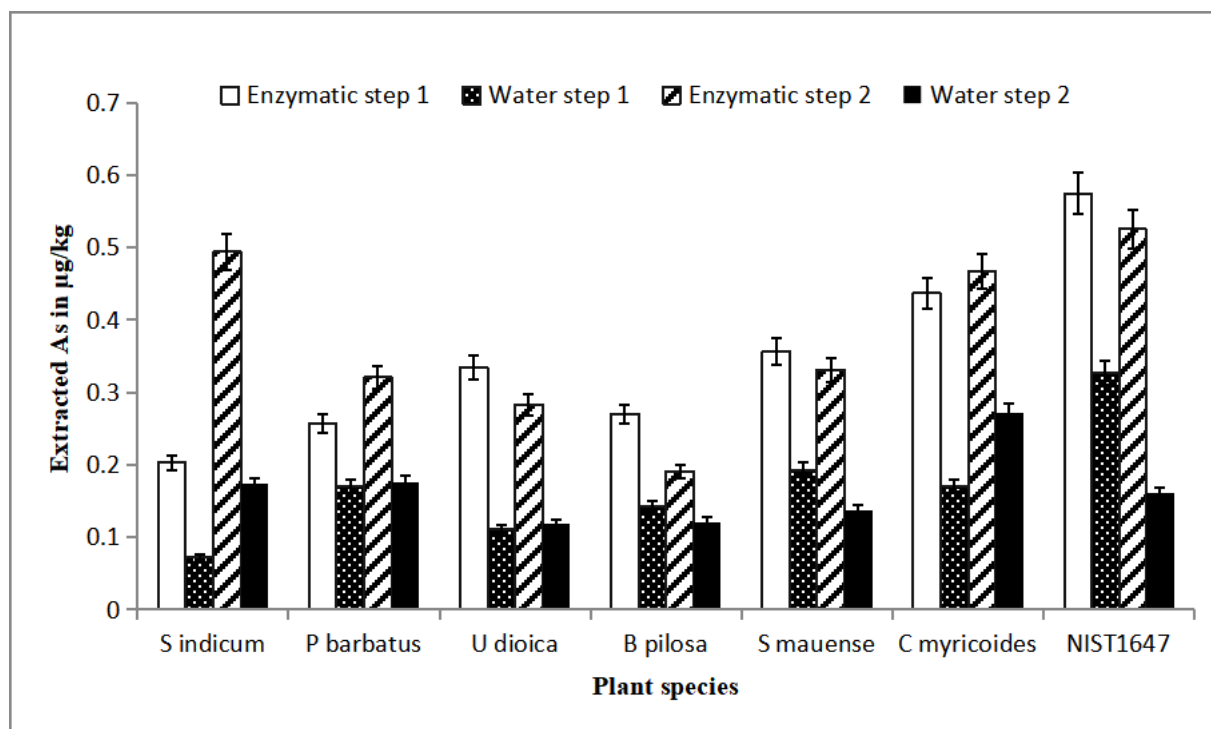 Enzymatic step 1 Water step 1 Enzymatic step 2 Water step 2
0.7
0.6
0.5
0.4
0.3
0.2
0.1
0
Extracted As in µg/kg
S indicum P barbatus U dioica B pilosa S mauense C myricoides NIST1647
Plant species